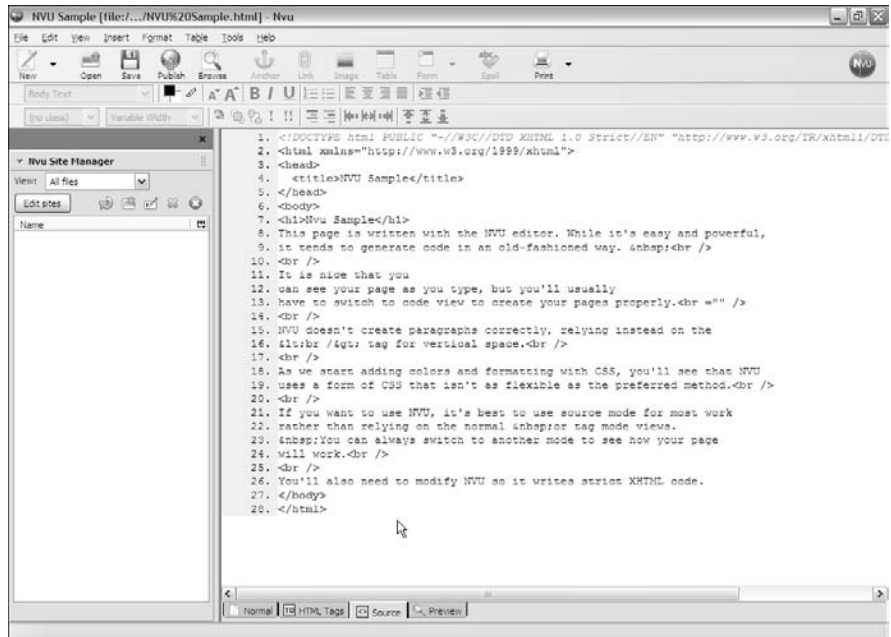 NVU Sample [file:/.../NVU%20Sample.html] - Nvu
File Edit View Insert Format Table Tools Help
New Open Save Publish Browse Anchor Link Image Table Form Spell Print
NVU
Body Text
A A B I U
(no class) Variable Width ! !!
Nvu Site Manager
View: All files
Edit sites
Name
1. <!DOCTYPE html PUBLIC "-//W3C//DTD XHTML 1.0 Strict//EN" "http://www.w3.org/TR/xhtml1/DTD
2. <html xmlns="http://www.w3.org/1999/xhtml">
3. <head>
4. <title>NVU Sample</title>
5. </head>
6. <body>
7. <h1>Nvu Sample</h1>
8. This page is written with the NVU editor. While it's easy and powerful,
9. it tends to generate code in an old-fashioned way. &nbsp;<br />
10. <br />
11. It is nice that you
12. can see your page as you type, but you'll usually
13. have to switch to code view to create your pages properly.<br ="" />
14. <br />
15. NVU doesn't create paragraphs correctly, relying instead on the
16. &lt;br /&gt; tag for vertical space.<br />
17. <br />
18. As we start adding colors and formatting with CSS, you'll see that NVU
19. uses a form of CSS that isn't as flexible as the preferred method.<br />
20. <br />
21. If you want to use NVU, it's best to use source mode for most work
22. rather than relying on the normal &nbsp;or tag mode views.
23. &nbsp;You can always switch to another mode to see how your page
24. will work.<br />
25. <br />
26. You'll also need to modify NVU so it writes strict XHTML code.
27. </body>
28. </html>
Normal HTML Tags Source Preview